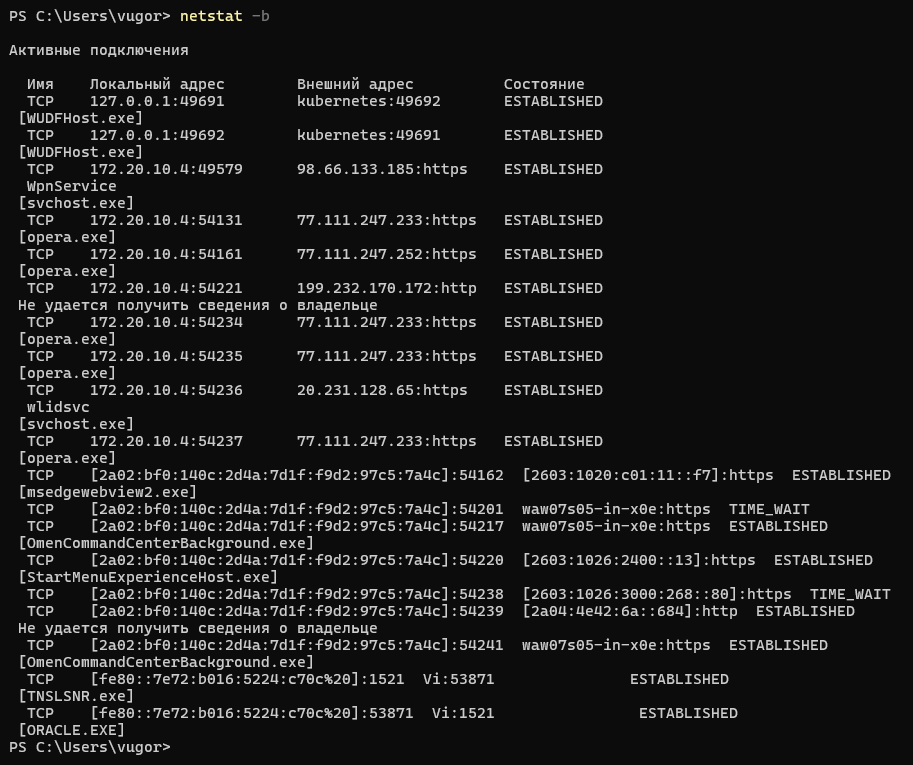 PS C:\Users\vugor> netstat -b
Активные подключения
Имя Локальный адрес Внешний адрес Состояние
TCP 127.0.0.1:49691 kubernetes:49692 ESTABLISHED
[WUDFHost.exe]
TCP 127.0.0.1:49692 kubernetes:49691 ESTABLISHED
[WUDFHost.exe]
TCP 172.20.10.4:49579 98.66.133.185:https ESTABLISHED
WpnService
[svchost.exe]
TCP 172.20.10.4:54131 77.111.247.233:https ESTABLISHED
[opera.exe]
TCP 172.20.10.4:54161 77.111.247.252:https ESTABLISHED
[opera.exe]
TCP 172.20.10.4:54221 199.232.170.172:http ESTABLISHED
Не удается получить сведения о владельце
TCP 172.20.10.4:54234 77.111.247.233:https ESTABLISHED
[opera.exe]
TCP 172.20.10.4:54235 77.111.247.233:https ESTABLISHED
[opera.exe]
TCP 172.20.10.4:54236 20.231.128.65:https ESTABLISHED
wlidsvc
[svchost.exe]
TCP 172.20.10.4:54237 77.111.247.233:https ESTABLISHED
[opera.exe]
TCP [2a02:bf0:140c:2d4a:7d1f:f9d2:97c5:7a4c]:54162 [2603:1020:c01:11::f7]:https ESTABLISHED
[msedgewebview2.exe]
TCP [2a02:bf0:140c:2d4a:7d1f:f9d2:97c5:7a4c]:54201 waw07s05-in-x0e:https TIME_WAIT
TCP [2a02:bf0:140c:2d4a:7d1f:f9d2:97c5:7a4c]:54217 waw07s05-in-x0e:https ESTABLISHED
[OmenCommandCenterBackground.exe]
TCP [2a02:bf0:140c:2d4a:7d1f:f9d2:97c5:7a4c]:54220 [2603:1026:2400::13]:https ESTABLISHED
[StartMenuExperienceHost.exe]
TCP [2a02:bf0:140c:2d4a:7d1f:f9d2:97c5:7a4c]:54238 [2603:1026:3000:268::80]:https TIME_WAIT
TCP [2a02:bf0:140c:2d4a:7d1f:f9d2:97c5:7a4c]:54239 [2a04:4e42:6a::684]:http ESTABLISHED
Не удается получить сведения о владельце
TCP [2a02:bf0:140c:2d4a:7d1f:f9d2:97c5:7a4c]:54241 waw07s05-in-x0e:https ESTABLISHED
[OmenCommandCenterBackground.exe]
TCP [fe80::7e72:b016:5224:c70c%20]:1521 Vi:53871 ESTABLISHED
[TNSLSNR.exe]
TCP [fe80::7e72:b016:5224:c70c%20]:53871 Vi:1521 ESTABLISHED
[ORACLE.EXE]
PS C:\Users\vugor>